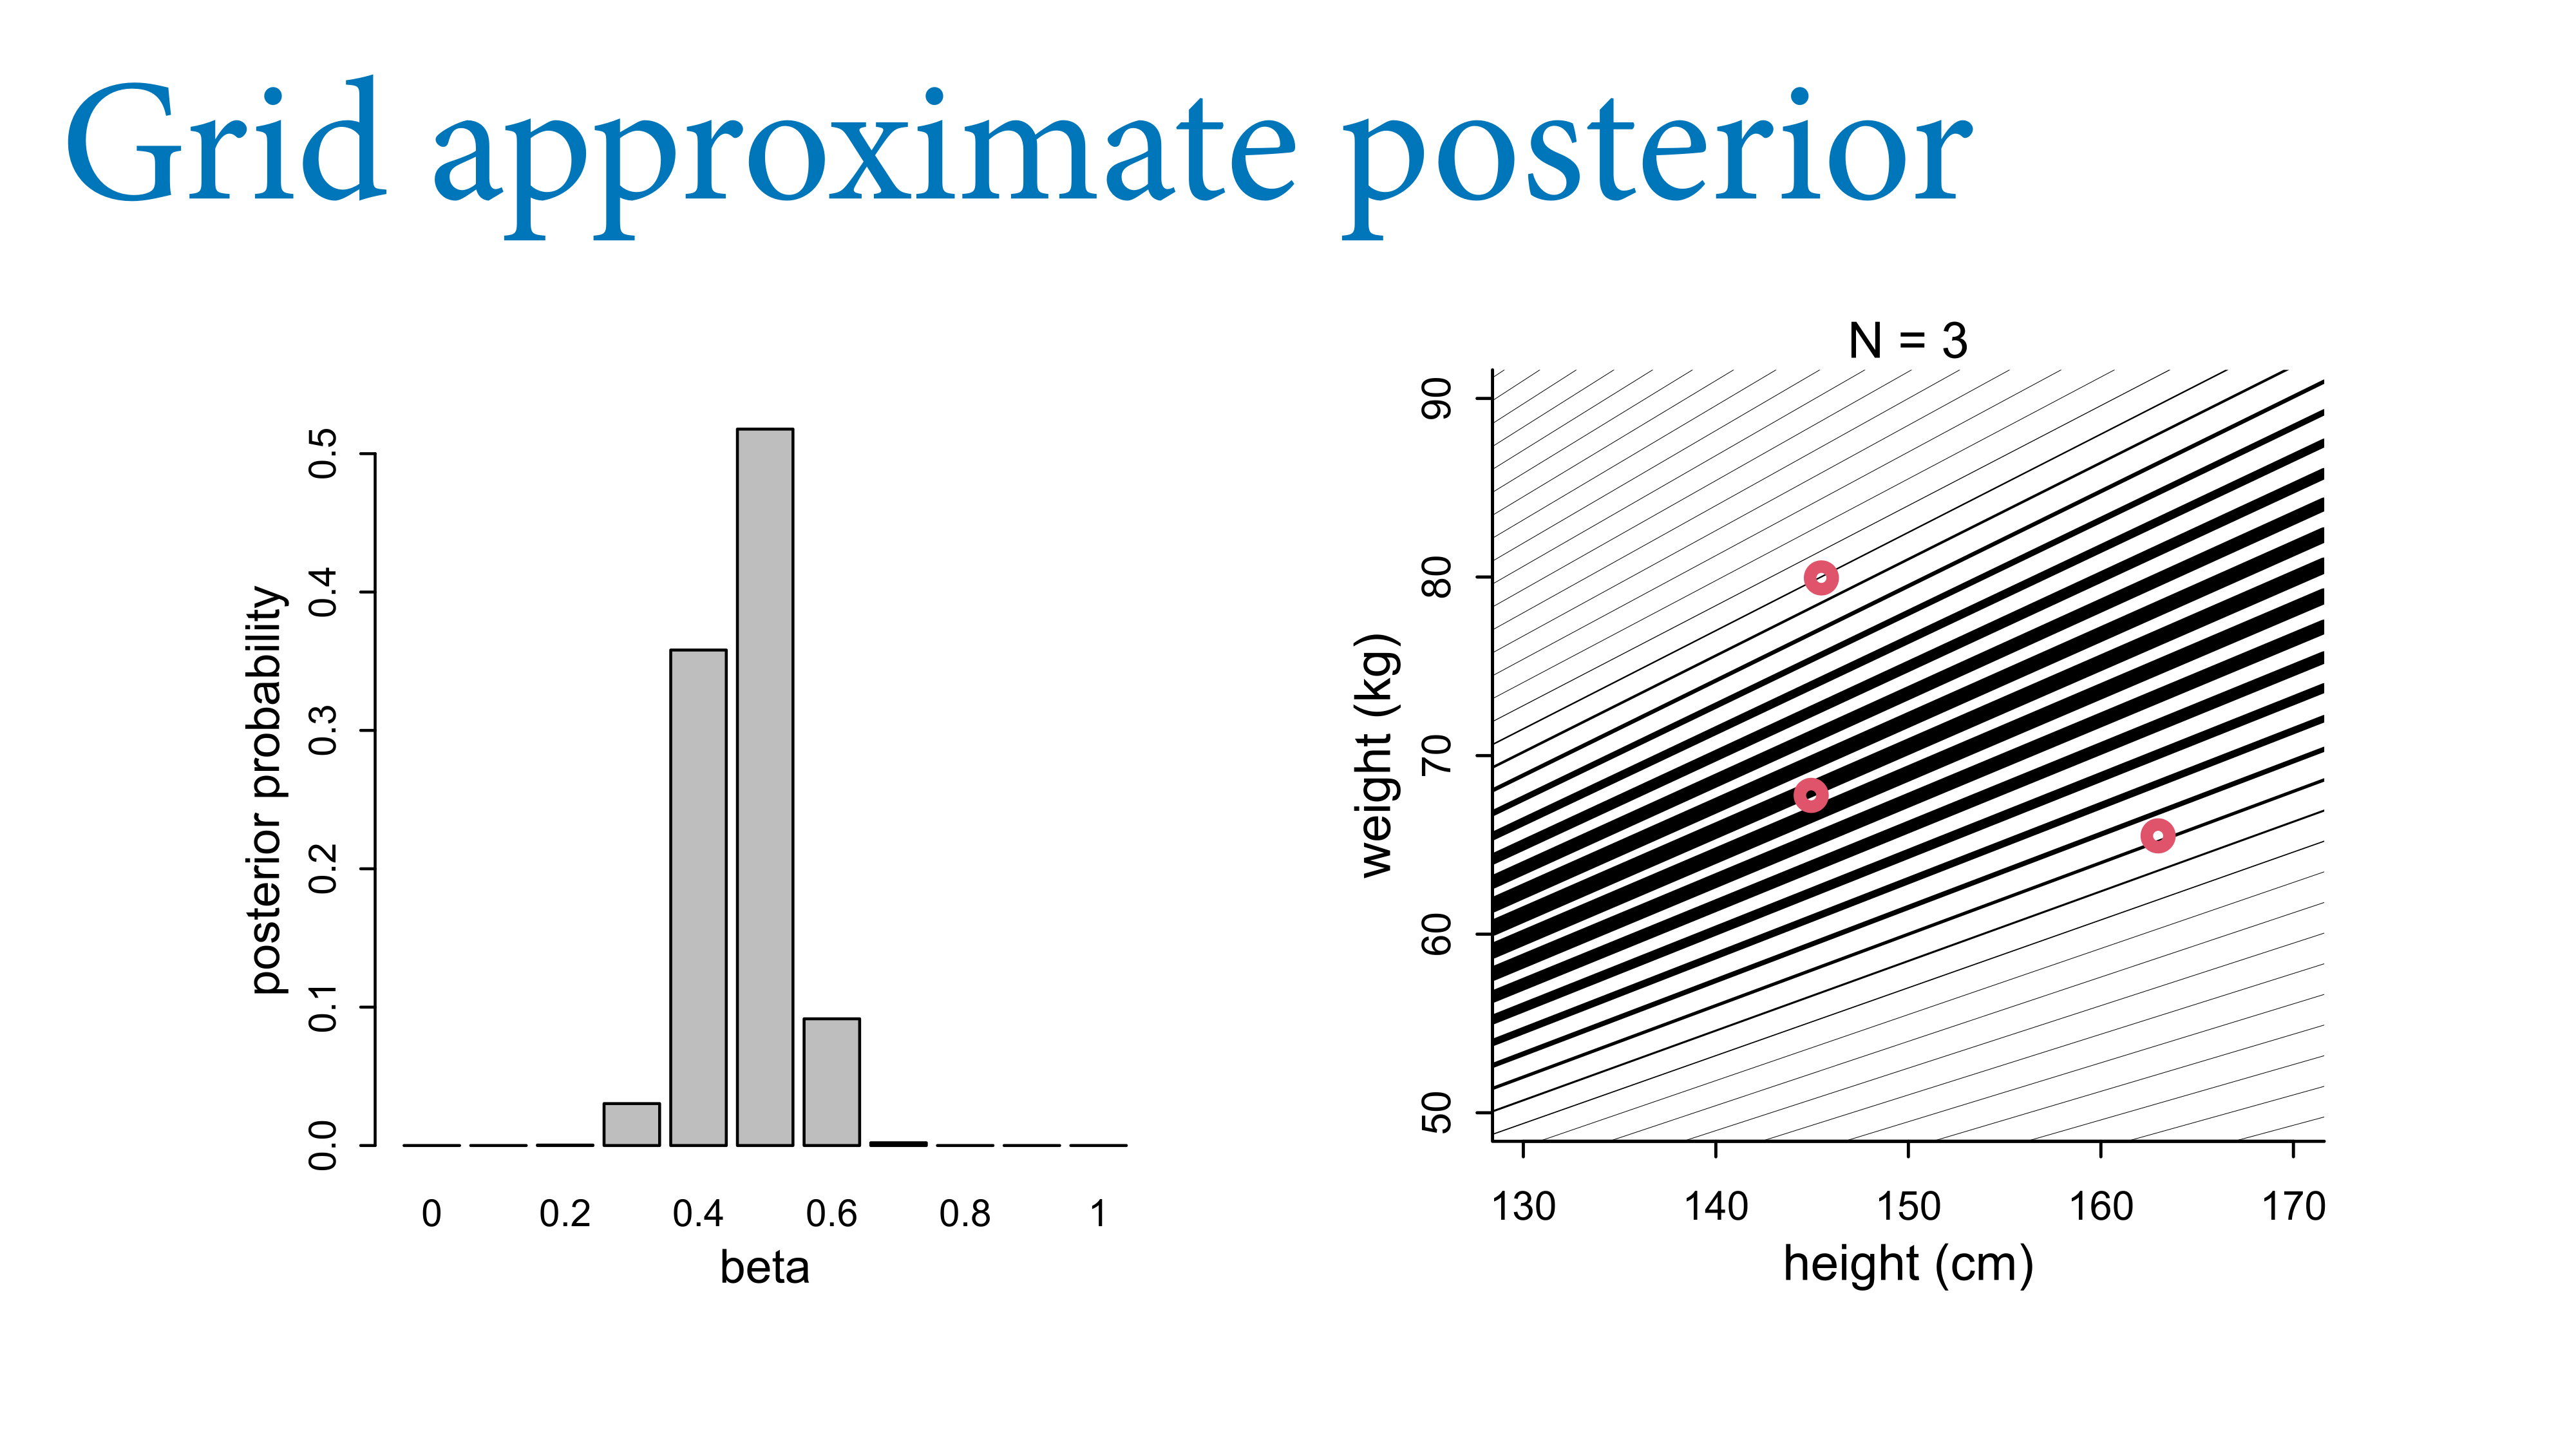 Grid approximate posterior
posterior probability
0.5
0.4
0.3
0.2
0.1
0.0
0 0.2 0.4 0.6 0.8 1
beta
N = 3
weight (kg)
90
80
70
60
50
130 140 150 160 170
height (cm)